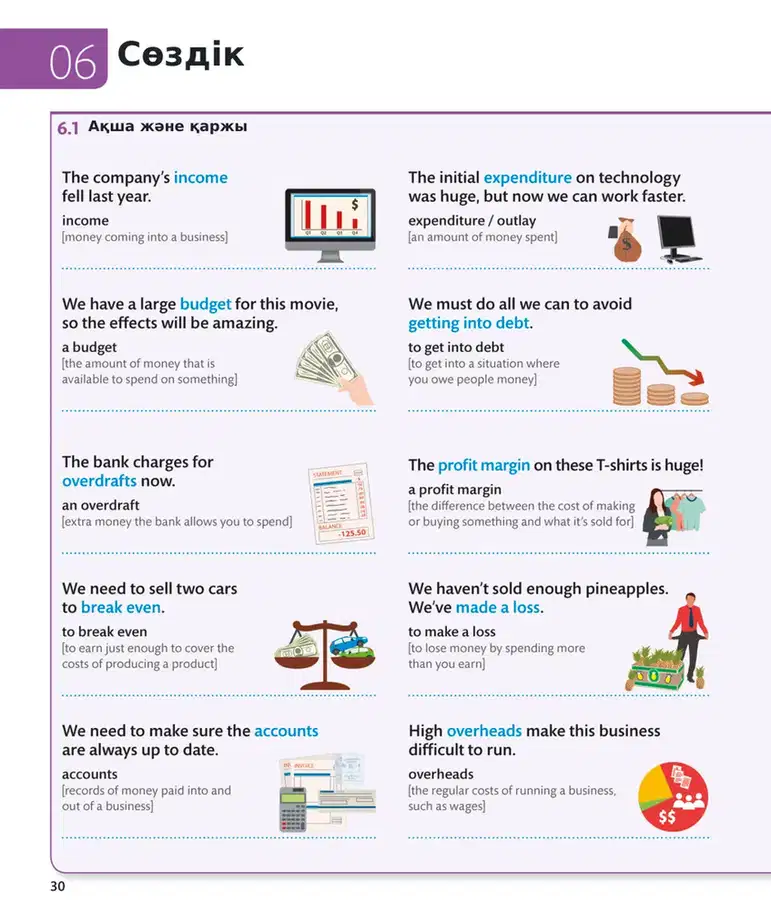 06 Сөздік
6.1 Ақша және қаржы
The company's income
fell last year.
income
[money coming into a business]
$
Q1 Q2 Q3 Q4
The initial expenditure on technology
was huge, but now we can work faster.
expenditure / outlay
[an amount of money spent]
$
We have a large budget for this movie,
so the effects will be amazing.
a budget
[the amount of money that is
available to spend on something]
We must do all we can to avoid
getting into debt.
to get into debt
[to get into a situation where
you owe people money]
The bank charges for
overdrafts now.
an overdraft
[extra money the bank allows you to spend]
STATEMENT
BALANCE
-125.50
The profit margin on these T-shirts is huge!
a profit margin
[the difference between the cost of making
or buying something and what it's sold for]
We need to sell two cars
to break even.
to break even
[to earn just enough to cover the
costs of producing a product]
We haven't sold enough pineapples.
We've made a loss.
to make a loss
[to lose money by spending more
than you earn]
We need to make sure the accounts
are always up to date.
accounts
[records of money paid into and
out of a business]
INVOICE
High overheads make this business
difficult to run.
overheads
[the regular costs of running a business,
such as wages]
$$
30